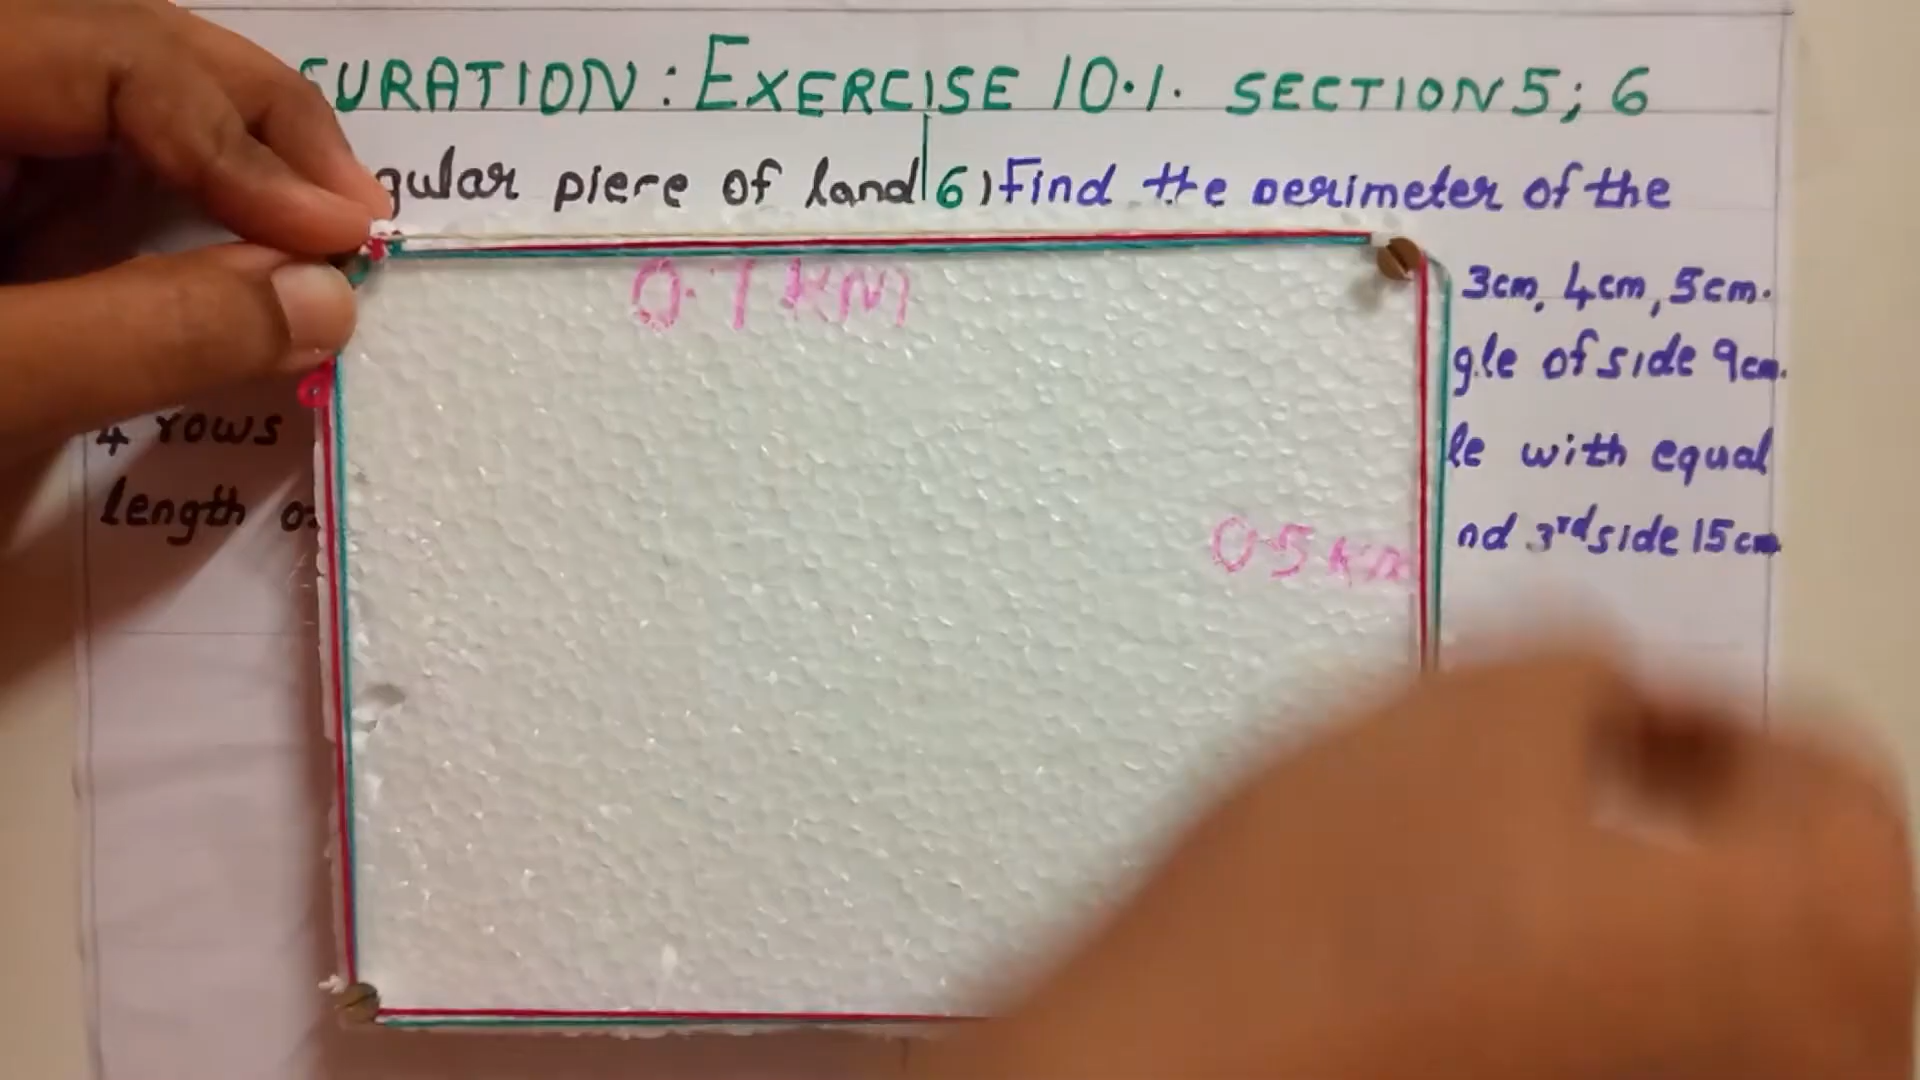 SURATION: EXERCISE 10.1. SECTION 5; 6
gular piere of land
6) Find the perimeter of the
3cm, 4cm, 5cm.
gle of side 9cm.
le with equal
nd 3rd side 15cm
4 rows
length o
0.7 KM
0.5 KM